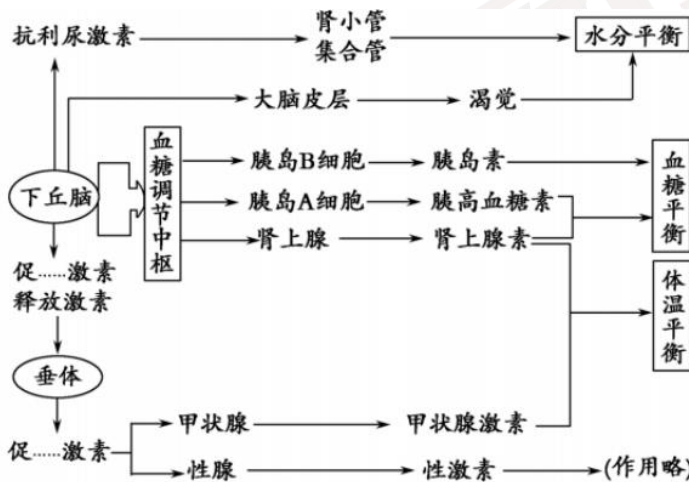 抗利尿激素
肾小管
集合管
水分平衡
大脑皮层
渴觉
下丘脑
血糖调节中枢
胰岛B细胞
胰岛素
胰岛A细胞
胰高血糖素
肾上腺
肾上腺素
血糖平衡
体温平衡
促……激素
释放激素
垂体
促……激素
甲状腺
甲状腺激素
性腺
性激素
(作用略)